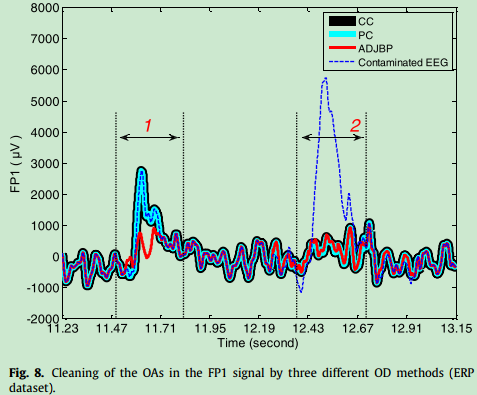 8000
7000
6000
5000
4000
3000
2000
1000
0
-1000
-2000
FP1 ( μV )
CC
PC
ADJBP
Contaminated EEG
1
2
11.23 11.47 11.71 11.95 12.19 12.43 12.67 12.91 13.15
Time (second)
Fig. 8. Cleaning of the OAs in the FP1 signal by three different OD methods (ERP
dataset).